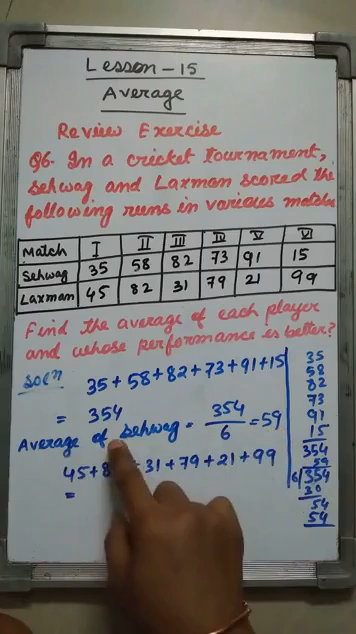 Lesson-15
Average
Review Exercise
Q6. In a cricket tournament,
Sehwag and Laxman scored the
following runs in various matches
Match I II III IV V VI
Sehwag 35 58 82 73 91 15
Laxman 45 82 31 79 21 99
Find the average of each player
and whose performance is better?
Solⁿ
35+58+82+73+91+15
= 354
Average of Sehwag = 354/6 = 59
45+8 +31+79+21+99
=
35
58
82
73
91
15
354
59
6)354
30
54
54